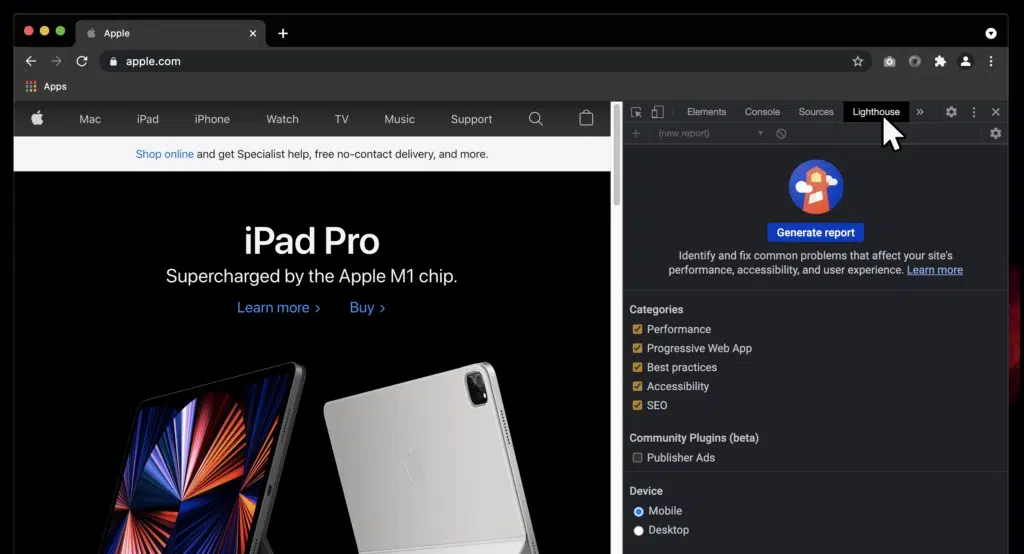 Apple
apple.com
Apps
Mac iPad iPhone Watch TV Music Support
Shop online and get Specialist help, free no-contact delivery, and more.
iPad Pro
Supercharged by the Apple M1 chip.
Learn more > Buy >
Elements Console Sources Lighthouse »
(new report)
Generate report
Identify and fix common problems that affect your site's
performance, accessibility, and user experience. Learn more
Categories
Performance
Progressive Web App
Best practices
Accessibility
SEO
Community Plugins (beta)
Publisher Ads
Device
Mobile
Desktop